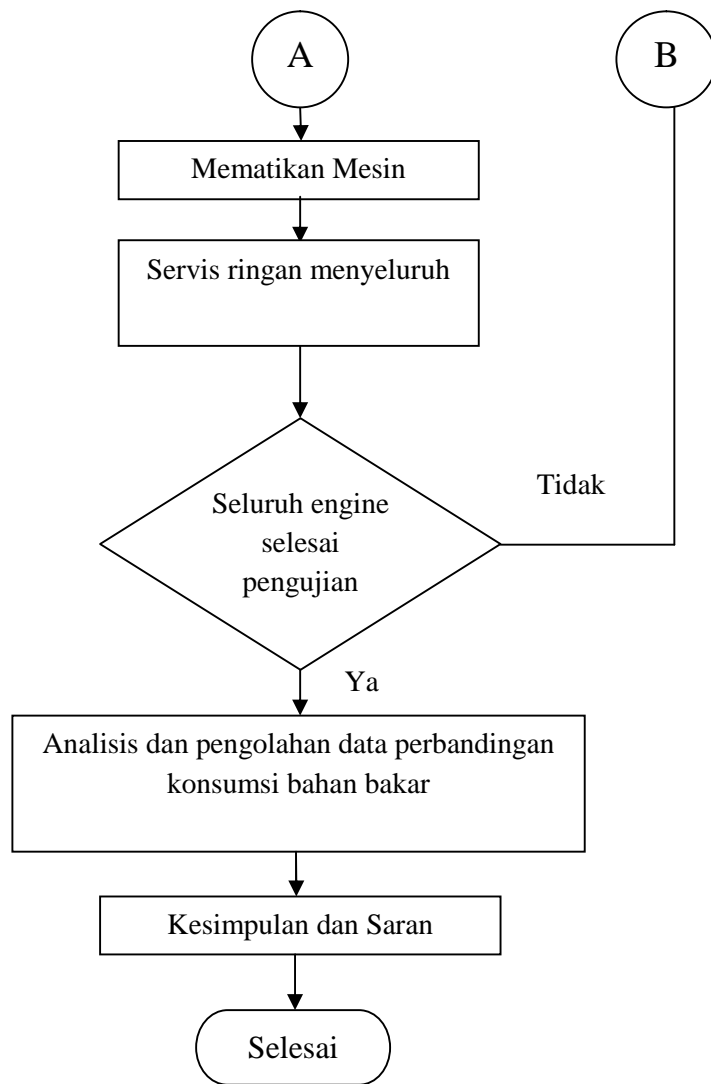 A
B
Mematikan Mesin
Servis ringan menyeluruh
Tidak
Seluruh engine
selesai
pengujian
Ya
Analisis dan pengolahan data perbandingan
konsumsi bahan bakar
Kesimpulan dan Saran
Selesai